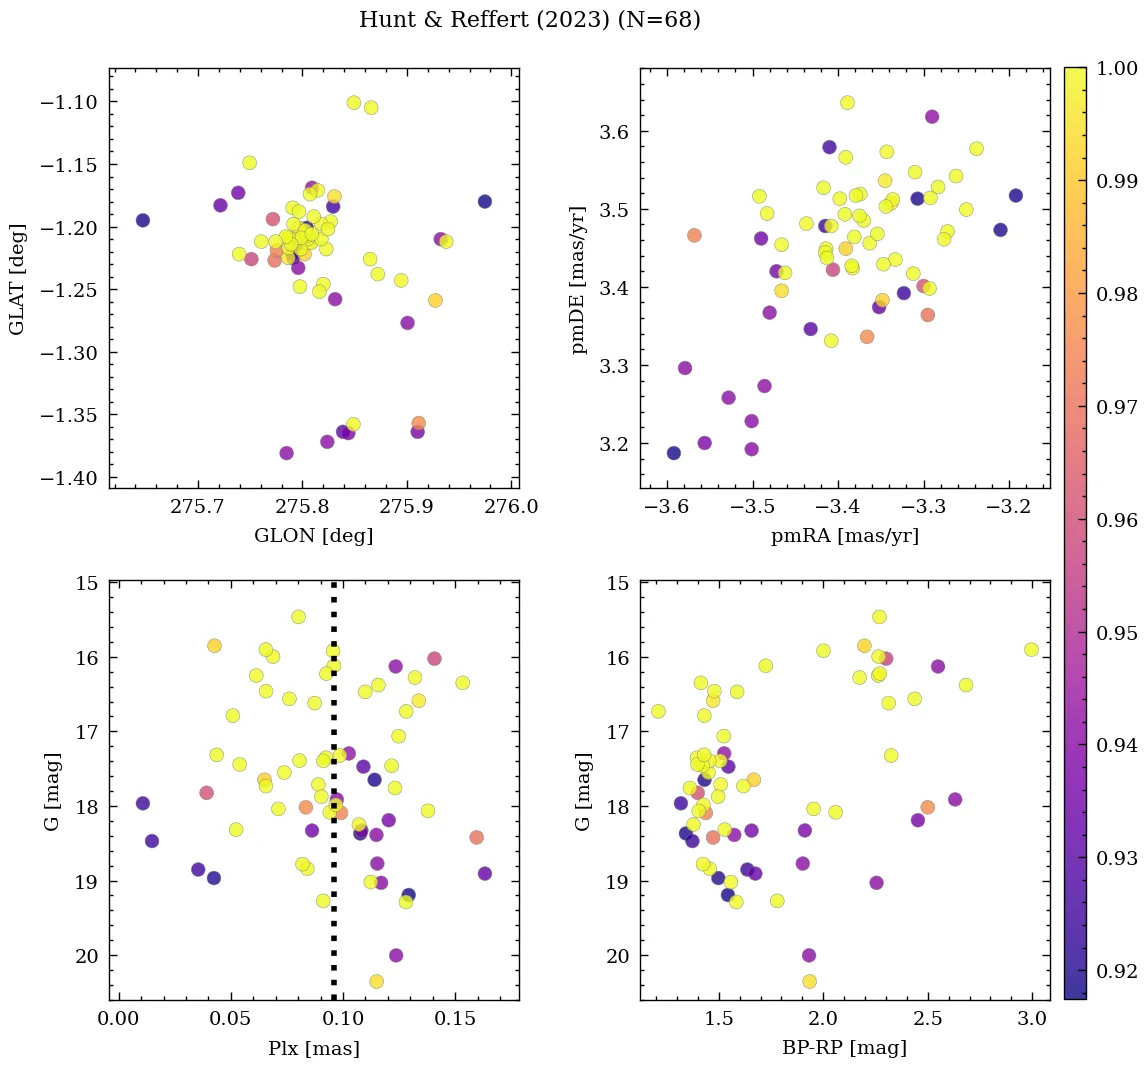 Hunt & Reffert (2023) (N=68)
−1.10
−1.15
−1.20
−1.25
−1.30
−1.35
−1.40
GLAT [deg]
275.7 275.8 275.9 276.0
GLON [deg]
3.6
3.5
3.4
3.3
3.2
pmDE [mas/yr]
−3.6 −3.5 −3.4 −3.3 −3.2
pmRA [mas/yr]
15
16
17
18
19
20
G [mag]
0.00 0.05 0.10 0.15
Plx [mas]
15
16
17
18
19
20
G [mag]
1.5 2.0 2.5 3.0
BP-RP [mag]
1.00
0.99
0.98
0.97
0.96
0.95
0.94
0.93
0.92